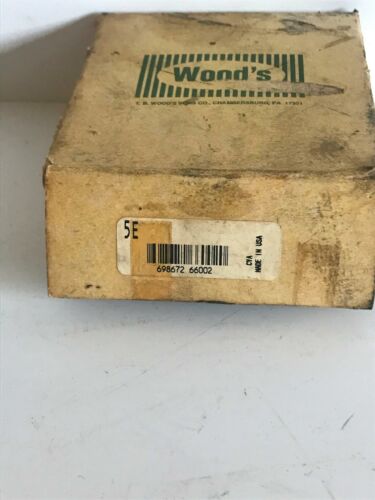 Wood's
T. B. WOOD'S SONS CO., CHAMBERSBURG, PA. 17201
5E
698672 66002
CYA
MADE IN USA